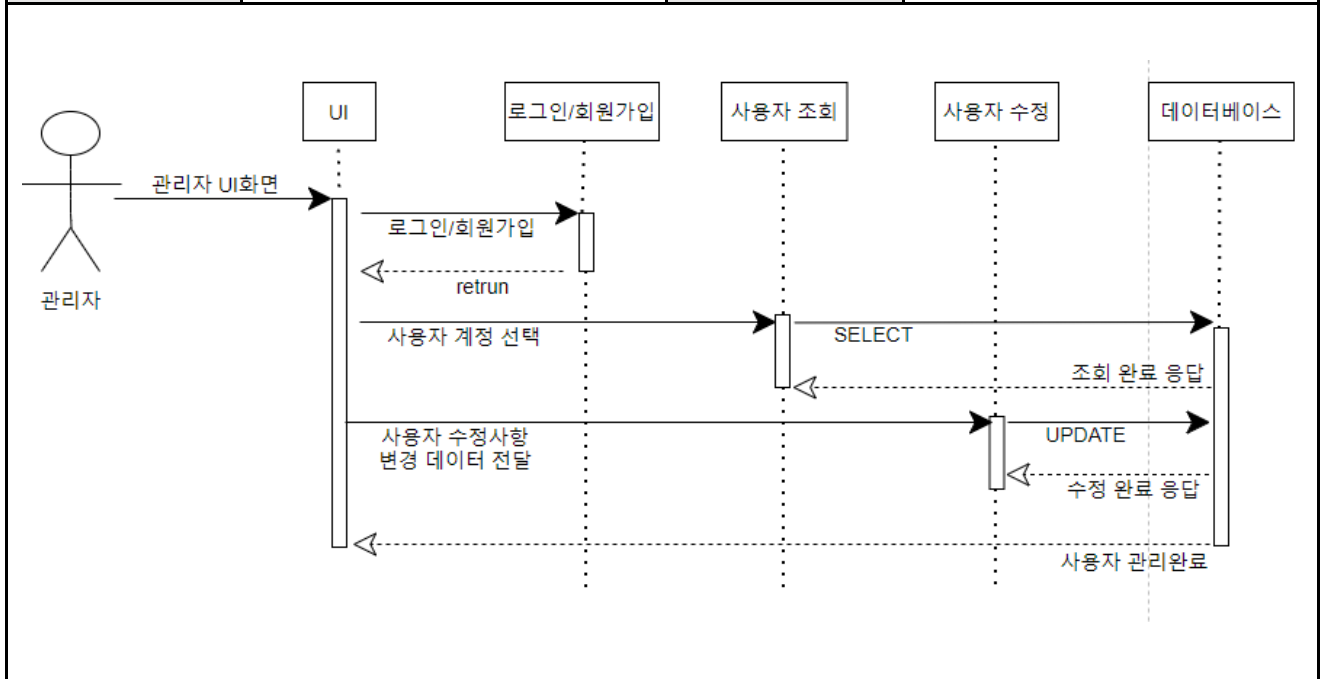 UI
로그인/회원가입
사용자 조회
사용자 수정
데이터베이스
관리자 UI화면
로그인/회원가입
retrun
관리자
사용자 계정 선택
SELECT
조회 완료 응답
사용자 수정사항
변경 데이터 전달
UPDATE
수정 완료 응답
사용자 관리완료